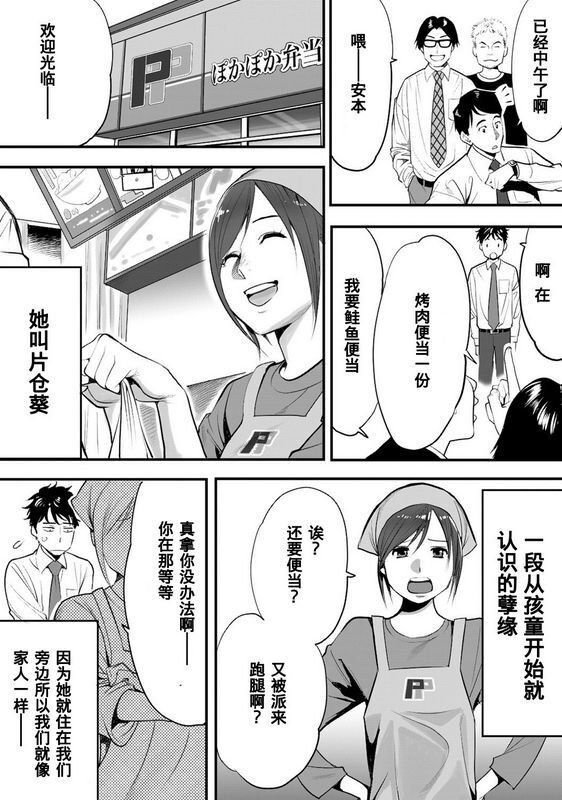 已经中午了啊
喂——安本
PP
ぽかぽか弁当
欢迎光临——
啊 在
烤肉便当一份
我要鲑鱼便当
PP
她叫片仓葵
一段从孩童开始就
认识的孽缘
诶？
还要便当？
又被派来
跑腿啊？
PP
真拿你没办法啊——
你在那等等
因为她就住在我们
旁边所以我们就像
家人一样——